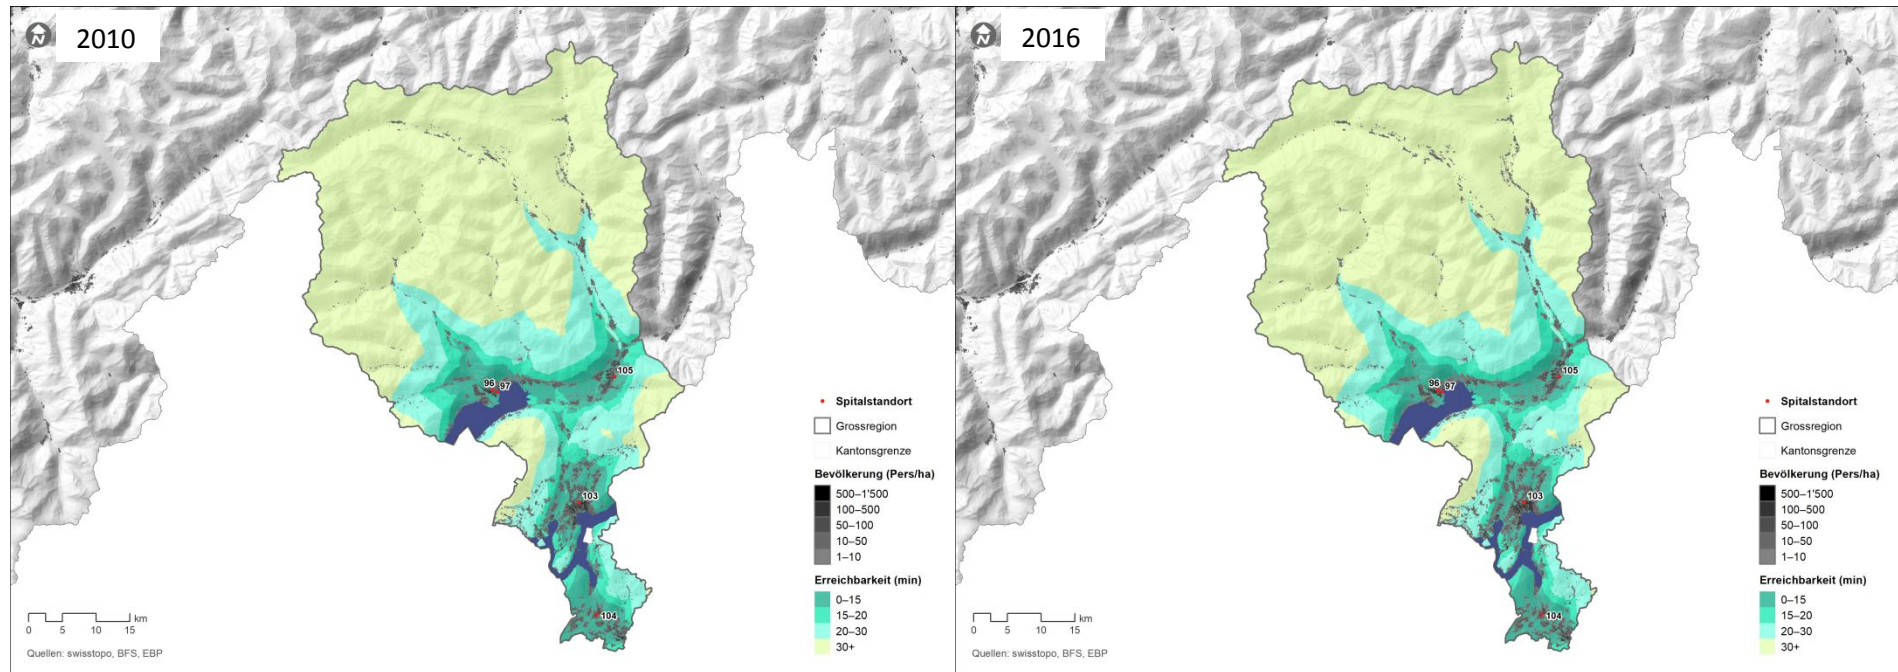 N
2010
96
97
105
103
104
Spitalstandort
Grossregion
Kantonsgrenze
Bevölkerung (Pers/ha)
500–1'500
100–500
50–100
10–50
1–10
Erreichbarkeit (min)
0–15
15–20
20–30
30+
km
0 5 10 15
Quellen: swisstopo, BFS, EBP
N
2016
96
97
105
103
104
Spitalstandort
Grossregion
Kantonsgrenze
Bevölkerung (Pers/ha)
500–1'500
100–500
50–100
10–50
1–10
Erreichbarkeit (min)
0–15
15–20
20–30
30+
km
0 5 10 15
Quellen: swisstopo, BFS, EBP